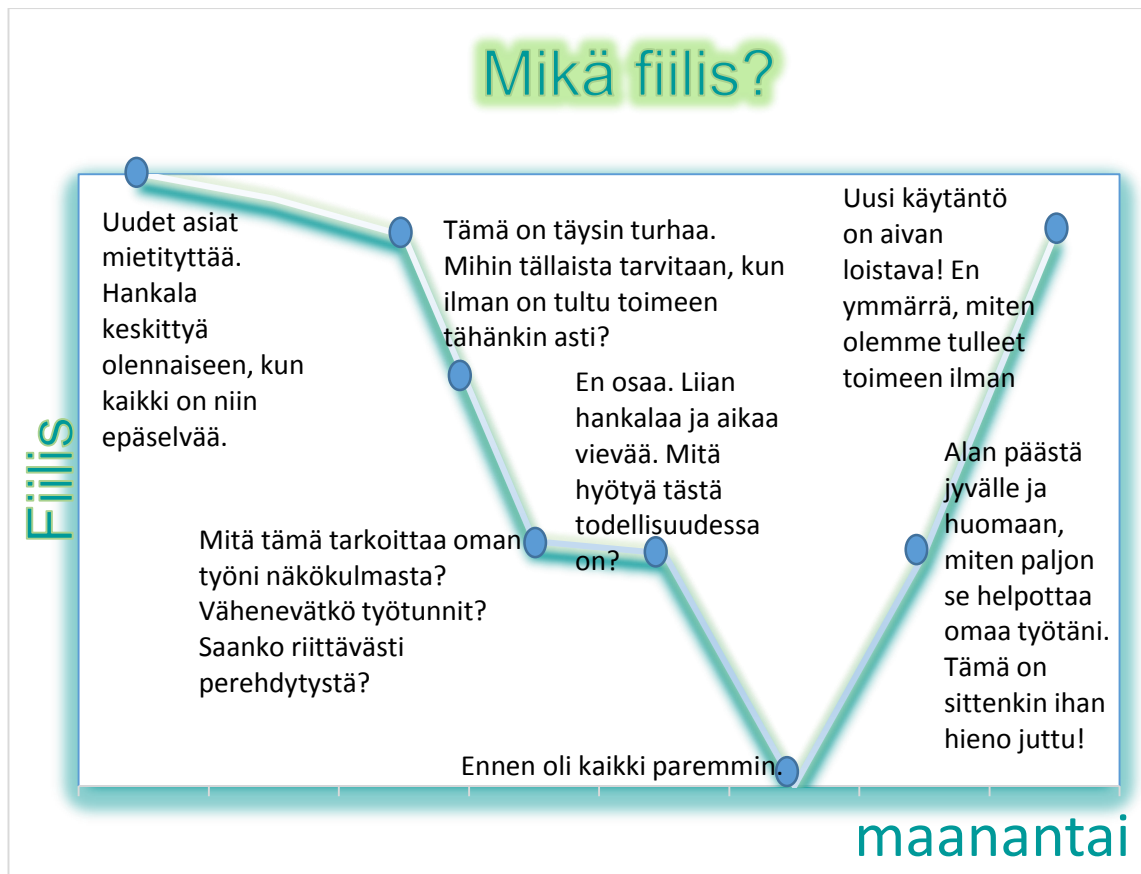 Mikä fiilis?
Fiilis
Uudet asiat
mietityttää.
Hankala
keskittyä
olennaiseen, kun
kaikki on niin
epäselvää.
Tämä on täysin turhaa.
Mihin tällaista tarvitaan, kun
ilman on tultu toimeen
tähänkin asti?
Mitä tämä tarkoittaa oman
työni näkökulmasta?
Vähenevätkö työtunnit?
Saanko riittävästi
perehdytystä?
En osaa. Liian
hankalaa ja aikaa
vievää. Mitä
hyötyä tästä
todellisuudessa
on?
Ennen oli kaikki paremmin.
Alan päästä
jyvälle ja
huomaan,
miten paljon
se helpottaa
omaa työtäni.
Tämä on
sittenkin ihan
hieno juttu!
Uusi käytäntö
on aivan
loistava! En
ymmärrä, miten
olemme tulleet
toimeen ilman
maanantai